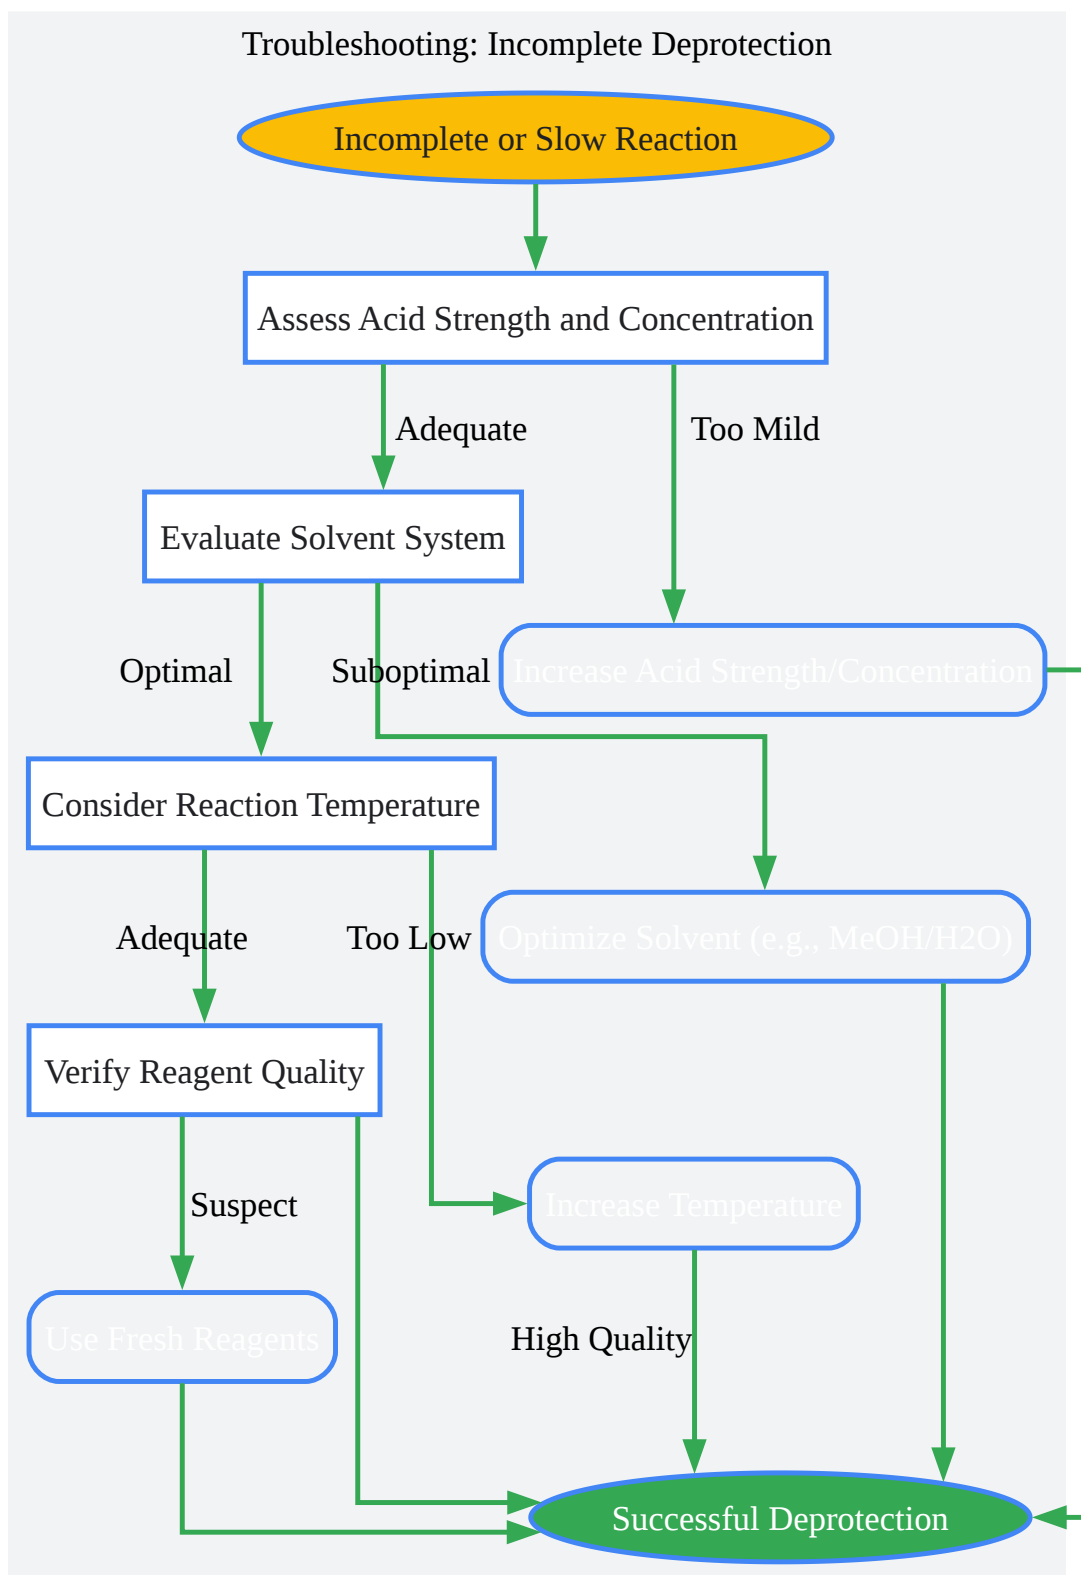 Troubleshooting: Incomplete Deprotection
Incomplete or Slow Reaction
Assess Acid Strength and Concentration
Adequate
Too Mild
Evaluate Solvent System
Optimal
Suboptimal
Increase Acid Strength/Concentration
Consider Reaction Temperature
Adequate
Too Low
Optimize Solvent (e.g., MeOH/H2O)
Verify Reagent Quality
Suspect
Increase Temperature
Use Fresh Reagents
High Quality
Successful Deprotection